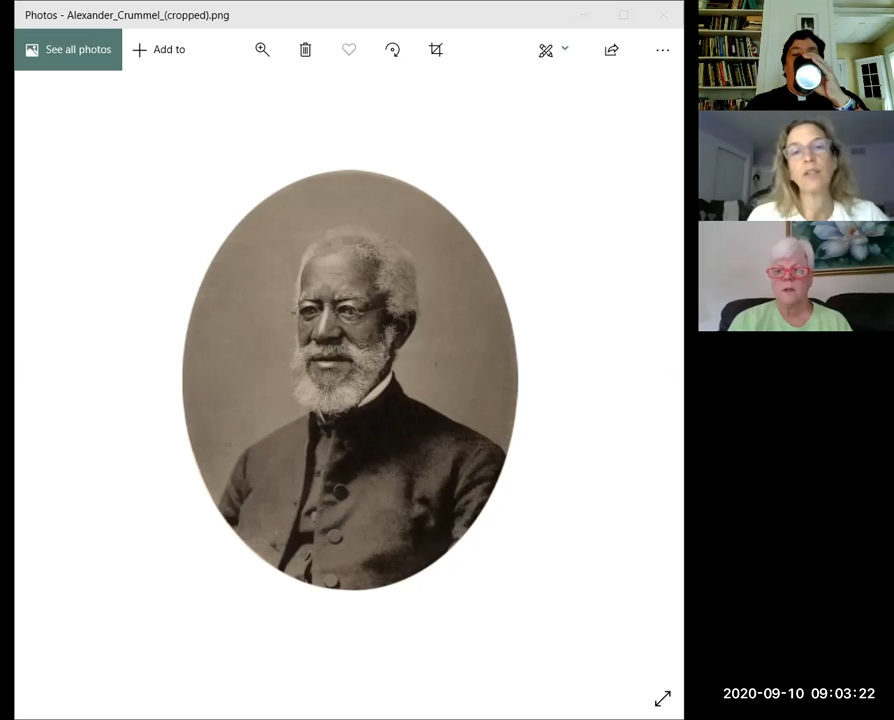 Photos - Alexander_Crummel_(cropped).png
See all photos
Add to
2020-09-10 09:03:22